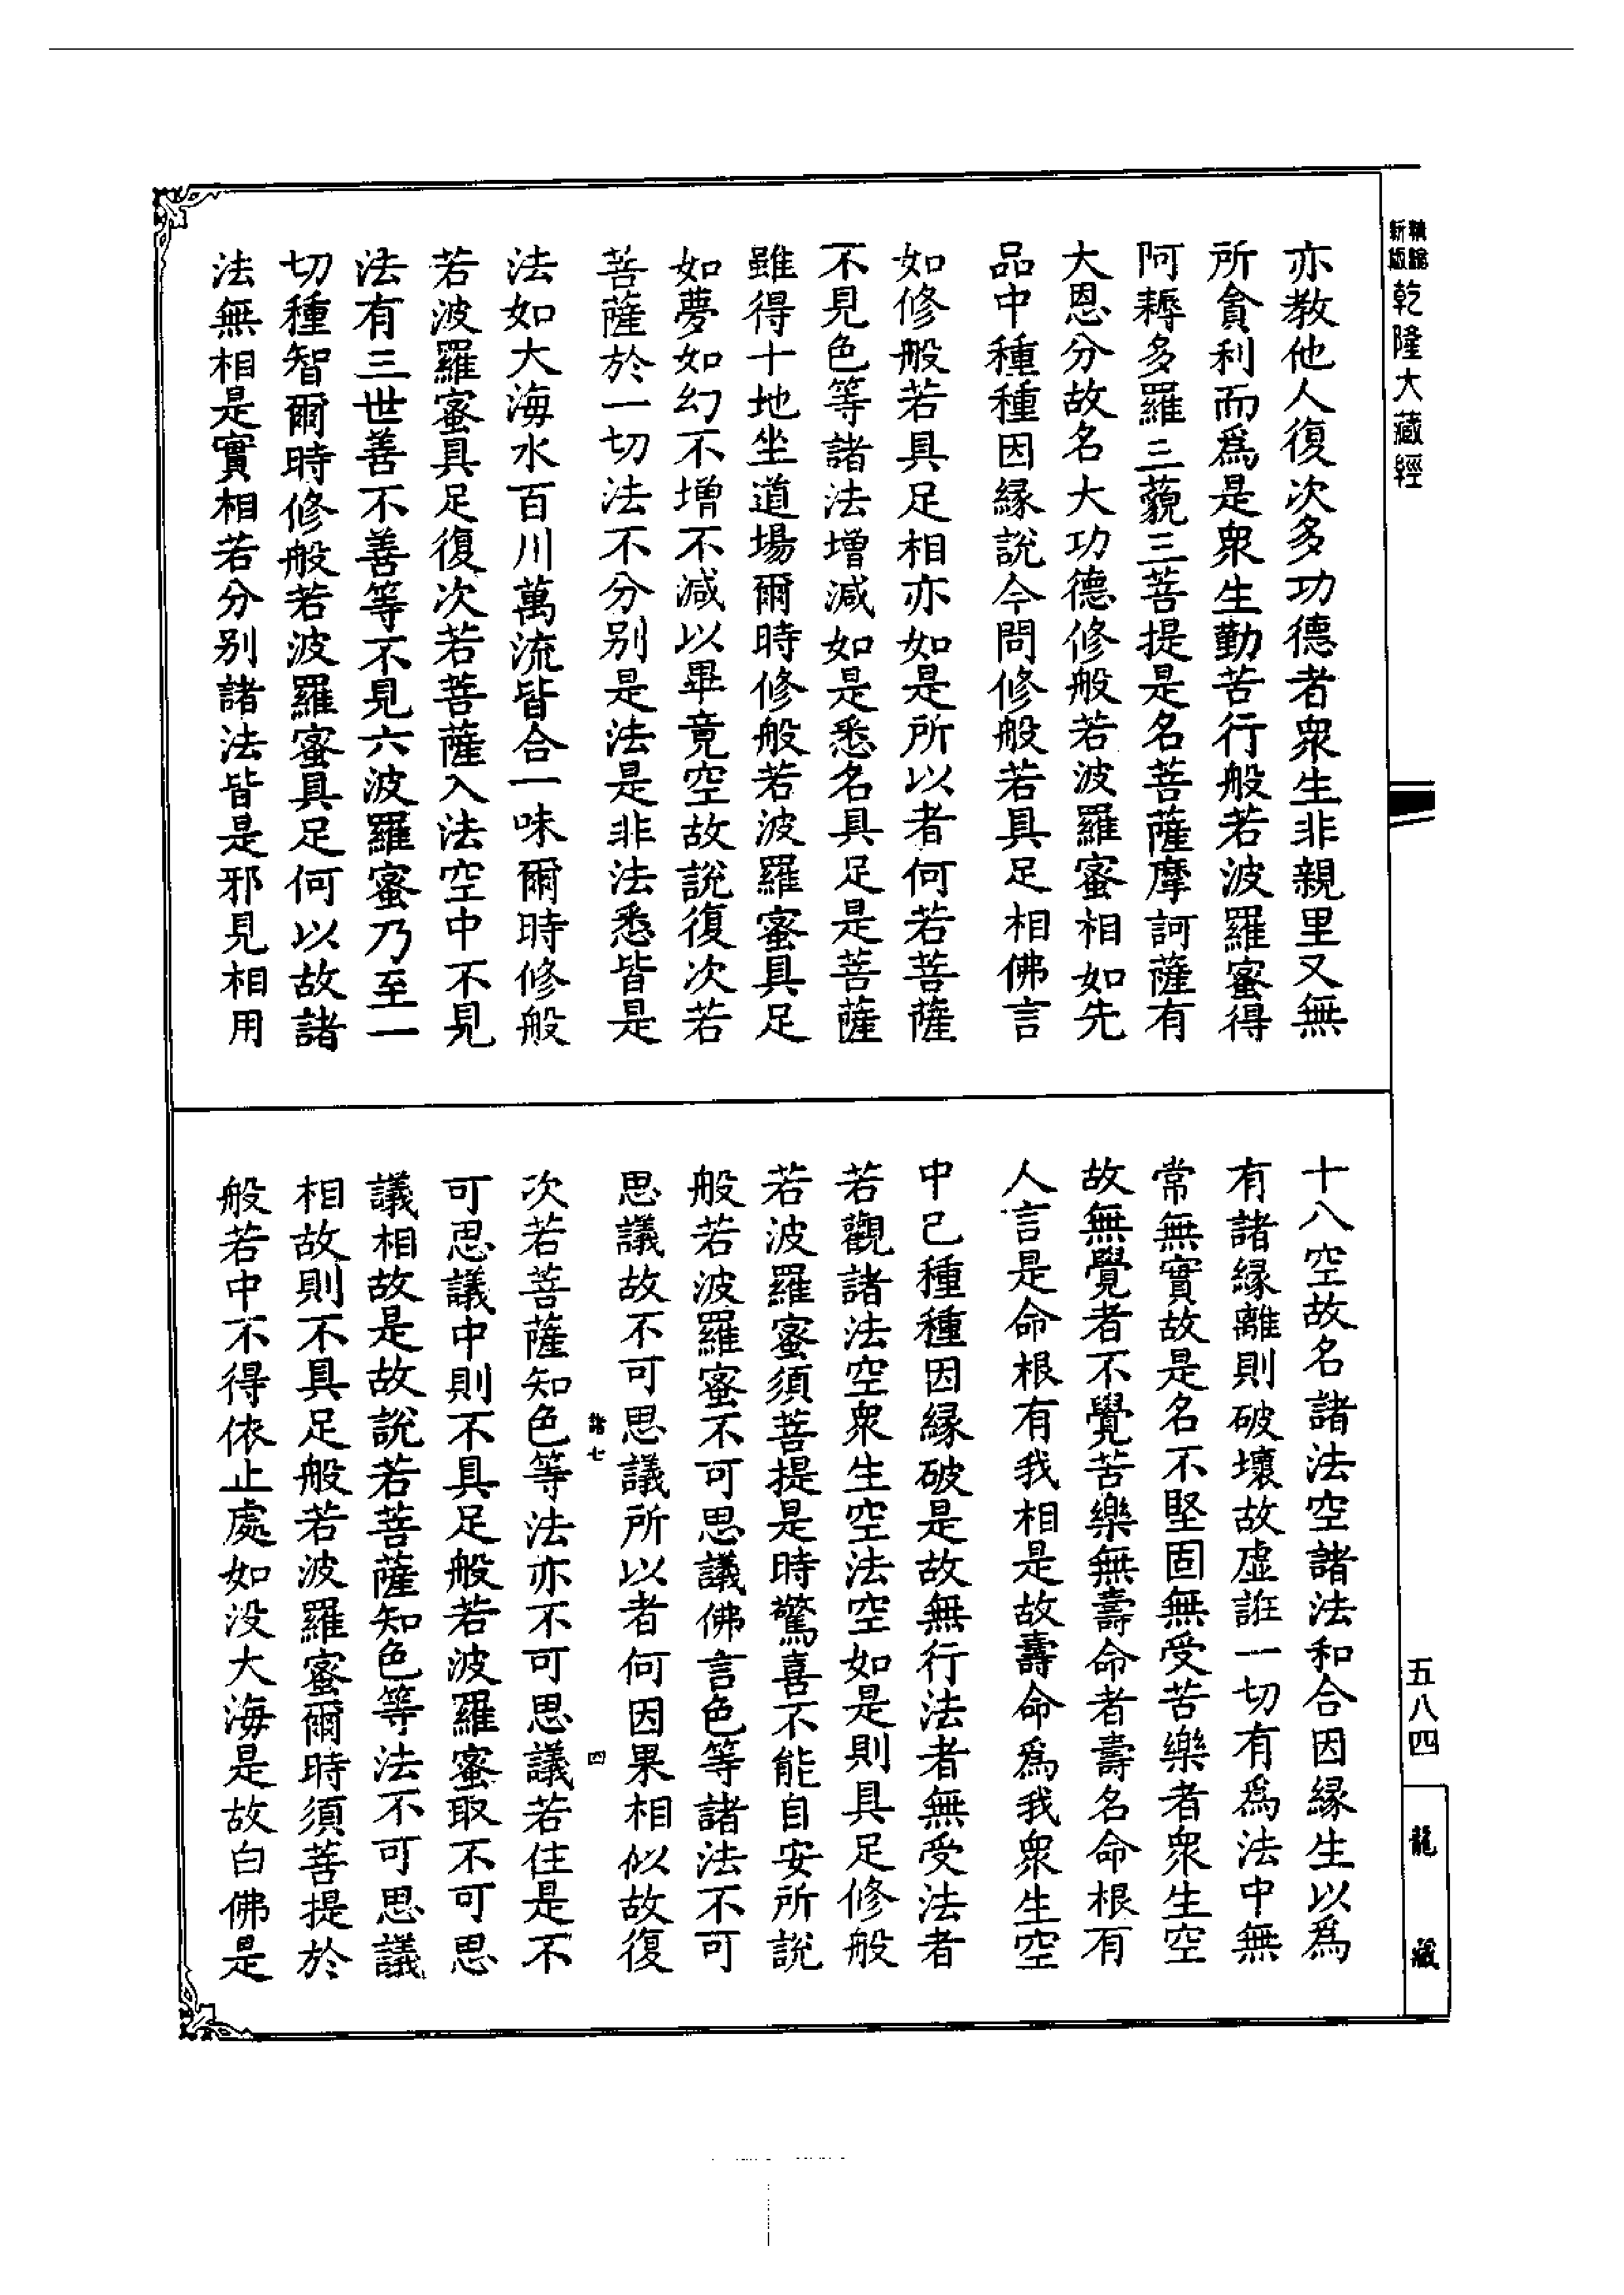 新版
乾隆大藏經
亦教他人復次多功德者衆生非親里又無
所貪利而爲是衆生勤苦行般若波羅蜜得
阿耨多羅三藐三菩提是名菩薩摩訶薩有
大恩分故名大功德修般若波羅蜜相如先
品中種種因緣說今問修般若具足相佛言
如修般若具足相亦如是所以者何若菩薩
不見色等諸法增減如是悉名具足是菩薩
雖得十地坐道場爾時修般若波羅蜜具足
如夢如幻不增不減以畢竟空故說復次若
菩薩於一切法不分別是法是非法悉皆是
法如大海水百川萬流皆合一味爾時修般
若波羅蜜具足復次若菩薩入法空中不見
法有三世善不善等不見六波羅蜜乃至一
切種智爾時修般若波羅蜜具足何以故諸
法無相是實相若分別諸法皆是邪見相用
十八空故名諸法空諸法和合因緣生以爲
有諸緣離則破壞故虛誑一切有爲法中無
常無實故是名不堅固無受苦樂者衆生空
故無覺者不覺苦樂無壽命者壽名命根有
人言是命根有我相是故壽命爲我衆生空
中已種種因緣破是故無行法者無受法者
若觀諸法空衆生空法空如是則具足修般
若波羅蜜須菩提是時驚喜不能自安所說
般若波羅蜜不可思議佛言色等諸法不可
思議故不可思議所以者何因果相似故復
次若菩薩知色等法亦不可思議若住是不
可思議中則不具足般若波羅蜜取不可思
議相故是故說若菩薩知色等法不可思議
相故則不具足般若波羅蜜爾時須菩提於
般若中不得依止處如没大海是故白佛是
七
四
五八四
龍藏